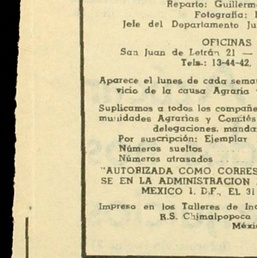 Reparto: Guillermo
Fotografía:
Jefe del Departamento Ju
OFICINAS
San Juan de Letrán 21 —
Tels.: 13-44-42,
Aparece el lunes de cada sema
vicio de la causa Agraria
Suplicamos a todos los compañe
munidades Agrarias y Comités
delegaciones, manda
Por suscripción: Ejemplar
Números sueltos
Números atrasados
"AUTORIZADA COMO CORRES
SE EN LA ADMINISTRACION
MEXICO 1, D.F., EL 31
Impreso en los Talleres de In
R.S. Chimalpopoca
Méxi